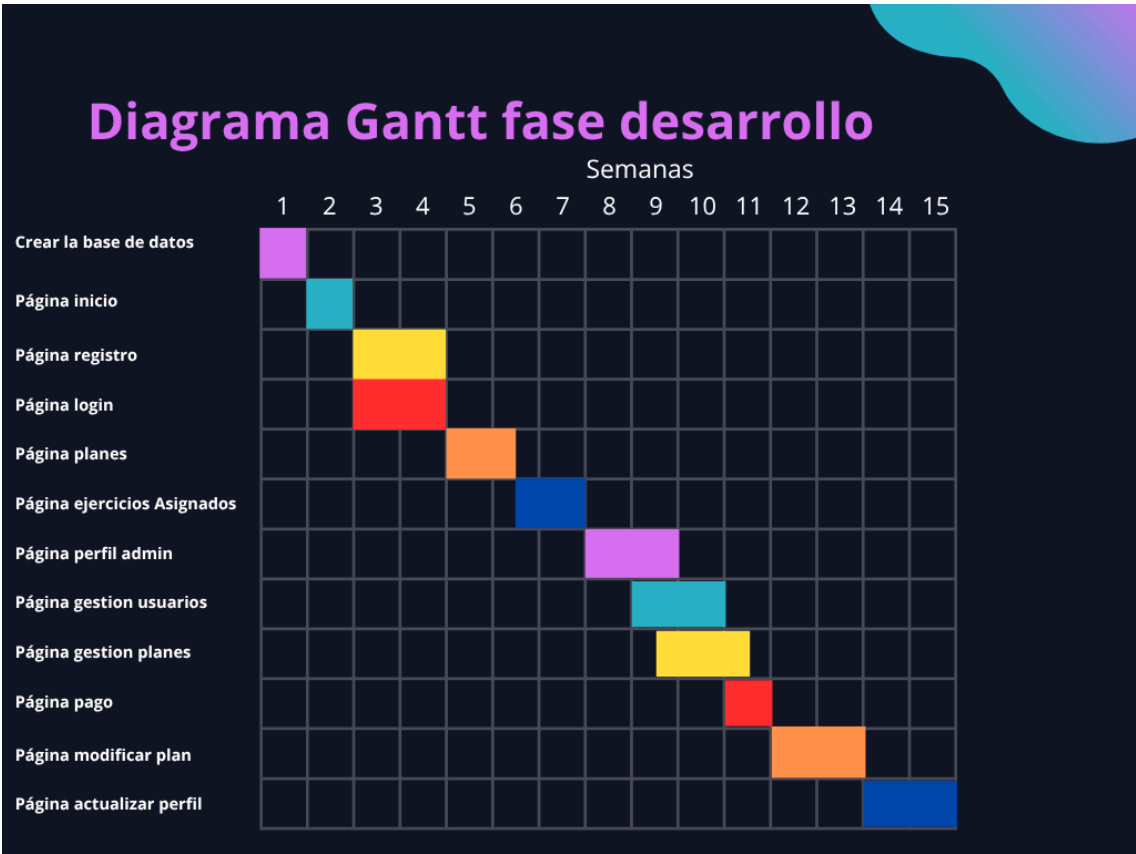 Diagrama Gantt fase desarrollo
Semanas
1 2 3 4 5 6 7 8 9 10 11 12 13 14 15
Crear la base de datos
Página inicio
Página registro
Página login
Página planes
Página ejercicios Asignados
Página perfil admin
Página gestion usuarios
Página gestion planes
Página pago
Página modificar plan
Página actualizar perfil